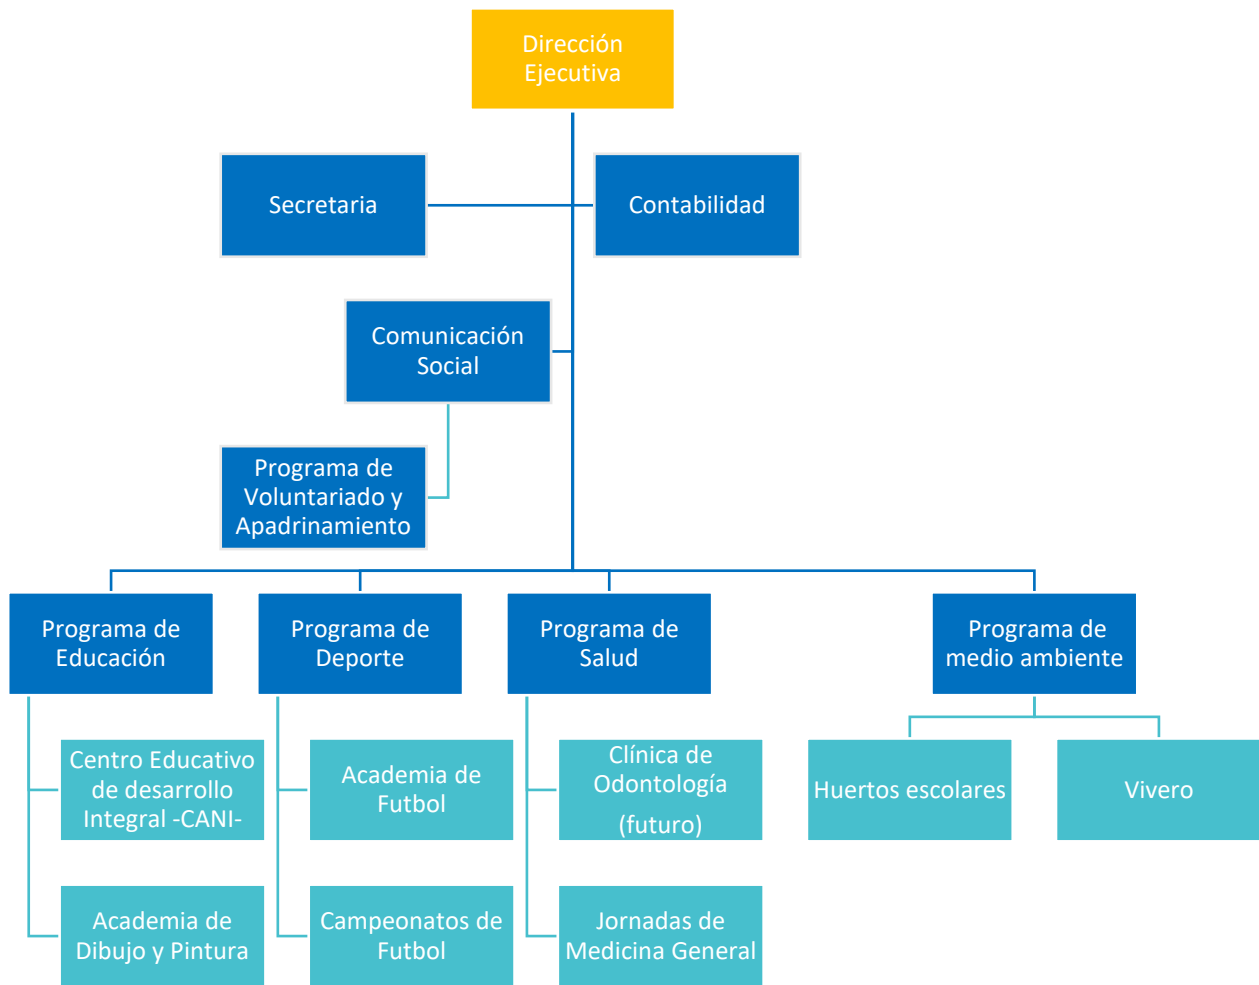 Dirección
Ejecutiva
Secretaria
Contabilidad
Comunicación
Social
Programa de
Voluntariado y
Apadrinamiento
Programa de
Educación
Programa de
Deporte
Programa de
Salud
Programa de
medio ambiente
Centro Educativo
de desarrollo
Integral -CANI-
Academia de
Futbol
Clínica de
Odontología
(futuro)
Huertos escolares
Vivero
Academia de
Dibujo y Pintura
Campeonatos de
Futbol
Jornadas de
Medicina General